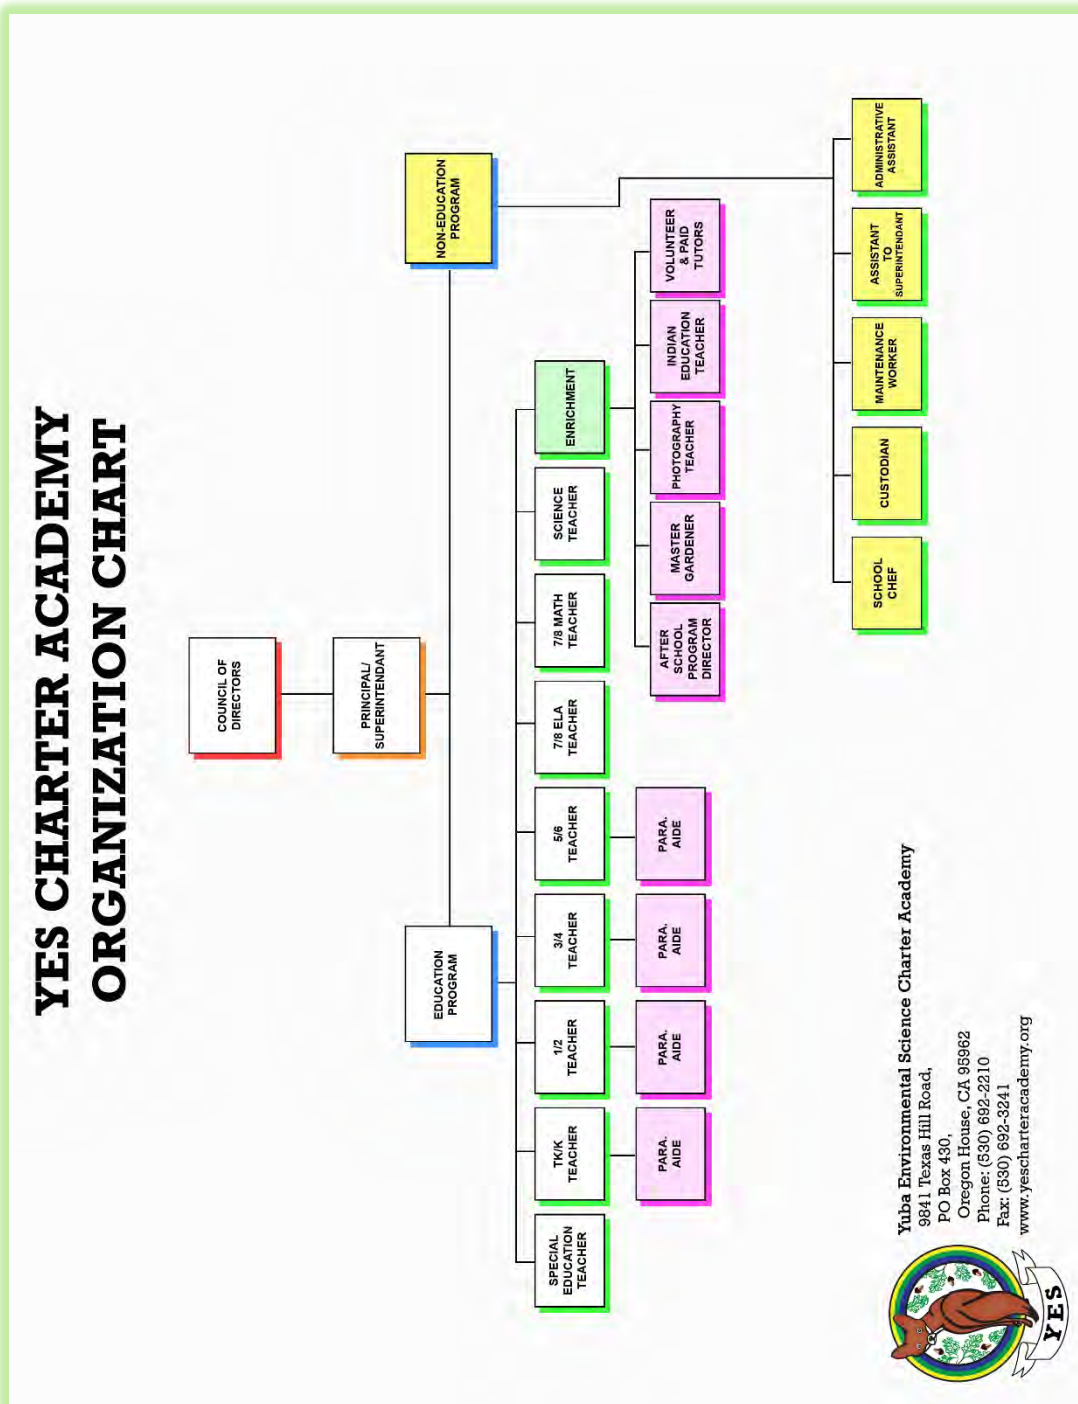 YES CHARTER ACADEMY
ORGANIZATION CHART
COUNCIL OF
DIRECTORS
PRINCIPAL/
SUPERINTENDANT
EDUCATION
PROGRAM
NON-EDUCATION
PROGRAM
SPECIAL
EDUCATION
TEACHER
TK/K
TEACHER
1/2
TEACHER
3/4
TEACHER
5/6
TEACHER
7/8 ELA
TEACHER
7/8 MATH
TEACHER
SCIENCE
TEACHER
ENRICHMENT
PARA.
AIDE
PARA.
AIDE
PARA.
AIDE
PARA.
AIDE
AFTER
SCHOOL
PROGRAM
DIRECTOR
MASTER
GARDENER
PHOTOGRAPHY
TEACHER
INDIAN
EDUCATION
TEACHER
VOLUNTEER
& PAID
TUTORS
SCHOOL
CHEF
CUSTODIAN
MAINTENANCE
WORKER
ASSISTANT
TO
SUPERINTENDANT
ADMINISTRATIVE
ASSISTANT
Yuba Environmental Science Charter Academy
9841 Texas Hill Road,
PO Box 430,
Oregon House, CA 95962
Phone: (530) 692-2210
Fax: (530) 692-3241
www.yescharteracademy.org
YES